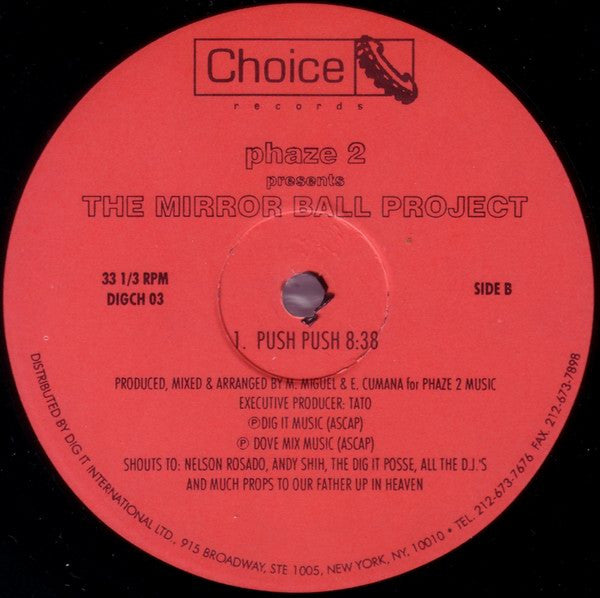 Choice
records
phaze 2
presents
THE MIRROR BALL PROJECT
33 1/3 RPM
DIGCH 03
SIDE B
1. PUSH PUSH 8:38
PRODUCED, MIXED & ARRANGED BY M. MIGUEL & E. CUMANA for PHAZE 2 MUSIC
EXECUTIVE PRODUCER: TATO
ⓅDIG IT MUSIC (ASCAP)
Ⓟ DOVE MIX MUSIC (ASCAP)
SHOUTS TO: NELSON ROSADO, ANDY SHIH, THE DIG IT POSSE, ALL THE D.J.'S
AND MUCH PROPS TO OUR FATHER UP IN HEAVEN
DISTRIBUTED BY DIG IT INTERNATIONAL LTD., 915 BROADWAY, STE 1005, NEW YORK, NY, 10010 • TEL. 212-673-7676 FAX. 212-673-7898